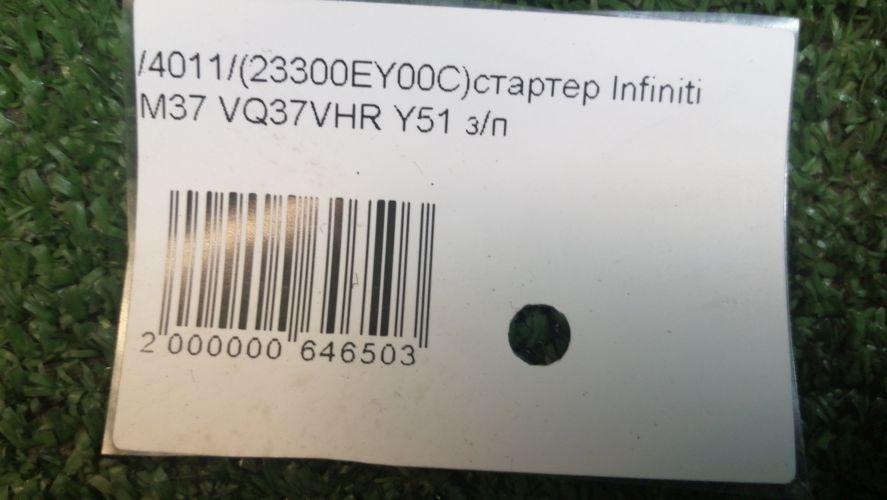 /4011/(23300EY00C)стартер Infiniti
M37 VQ37VHR Y51 з/п
2 000000 646503